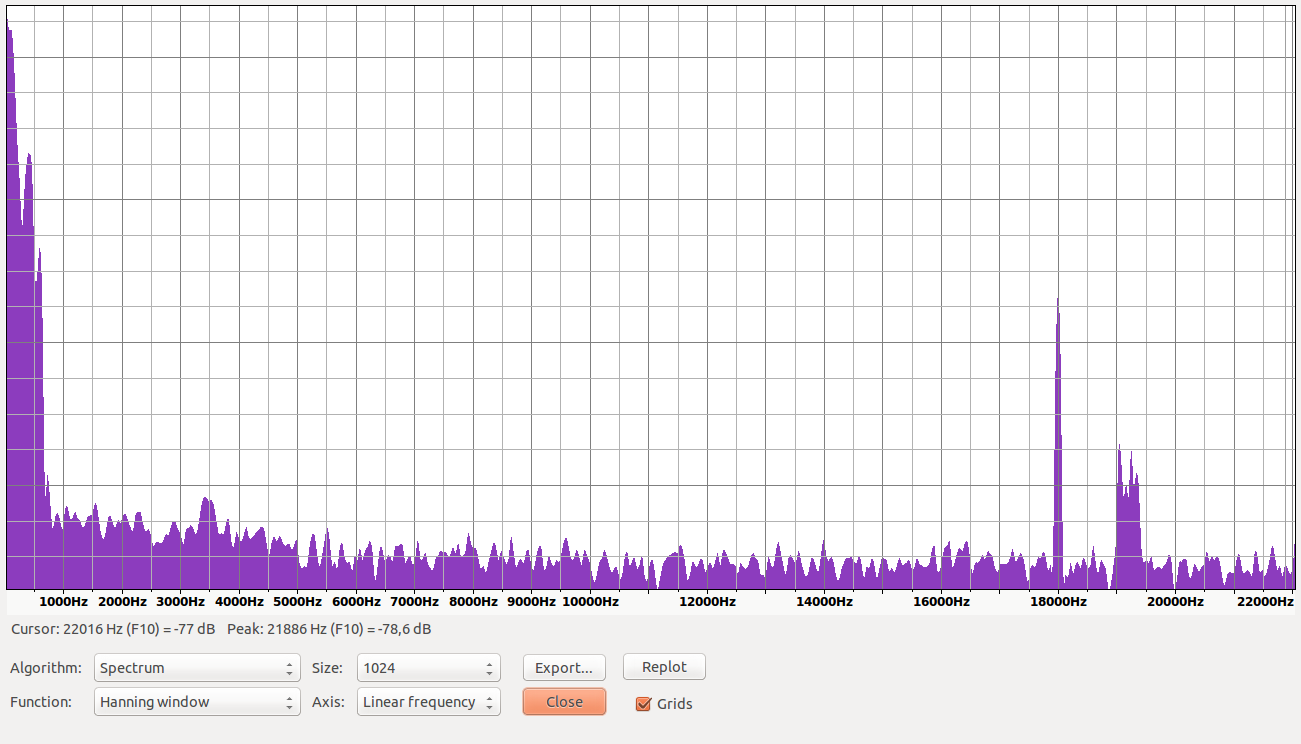 1000Hz 2000Hz 3000Hz 4000Hz 5000Hz 6000Hz 7000Hz 8000Hz 9000Hz 10000Hz 12000Hz 14000Hz 16000Hz 18000Hz 20000Hz 22000Hz
Cursor: 22016 Hz (F10) = -77 dB Peak: 21886 Hz (F10) = -78,6 dB
Algorithm: Spectrum Size: 1024 Export... Replot
Function: Hanning window Axis: Linear frequency Close Grids